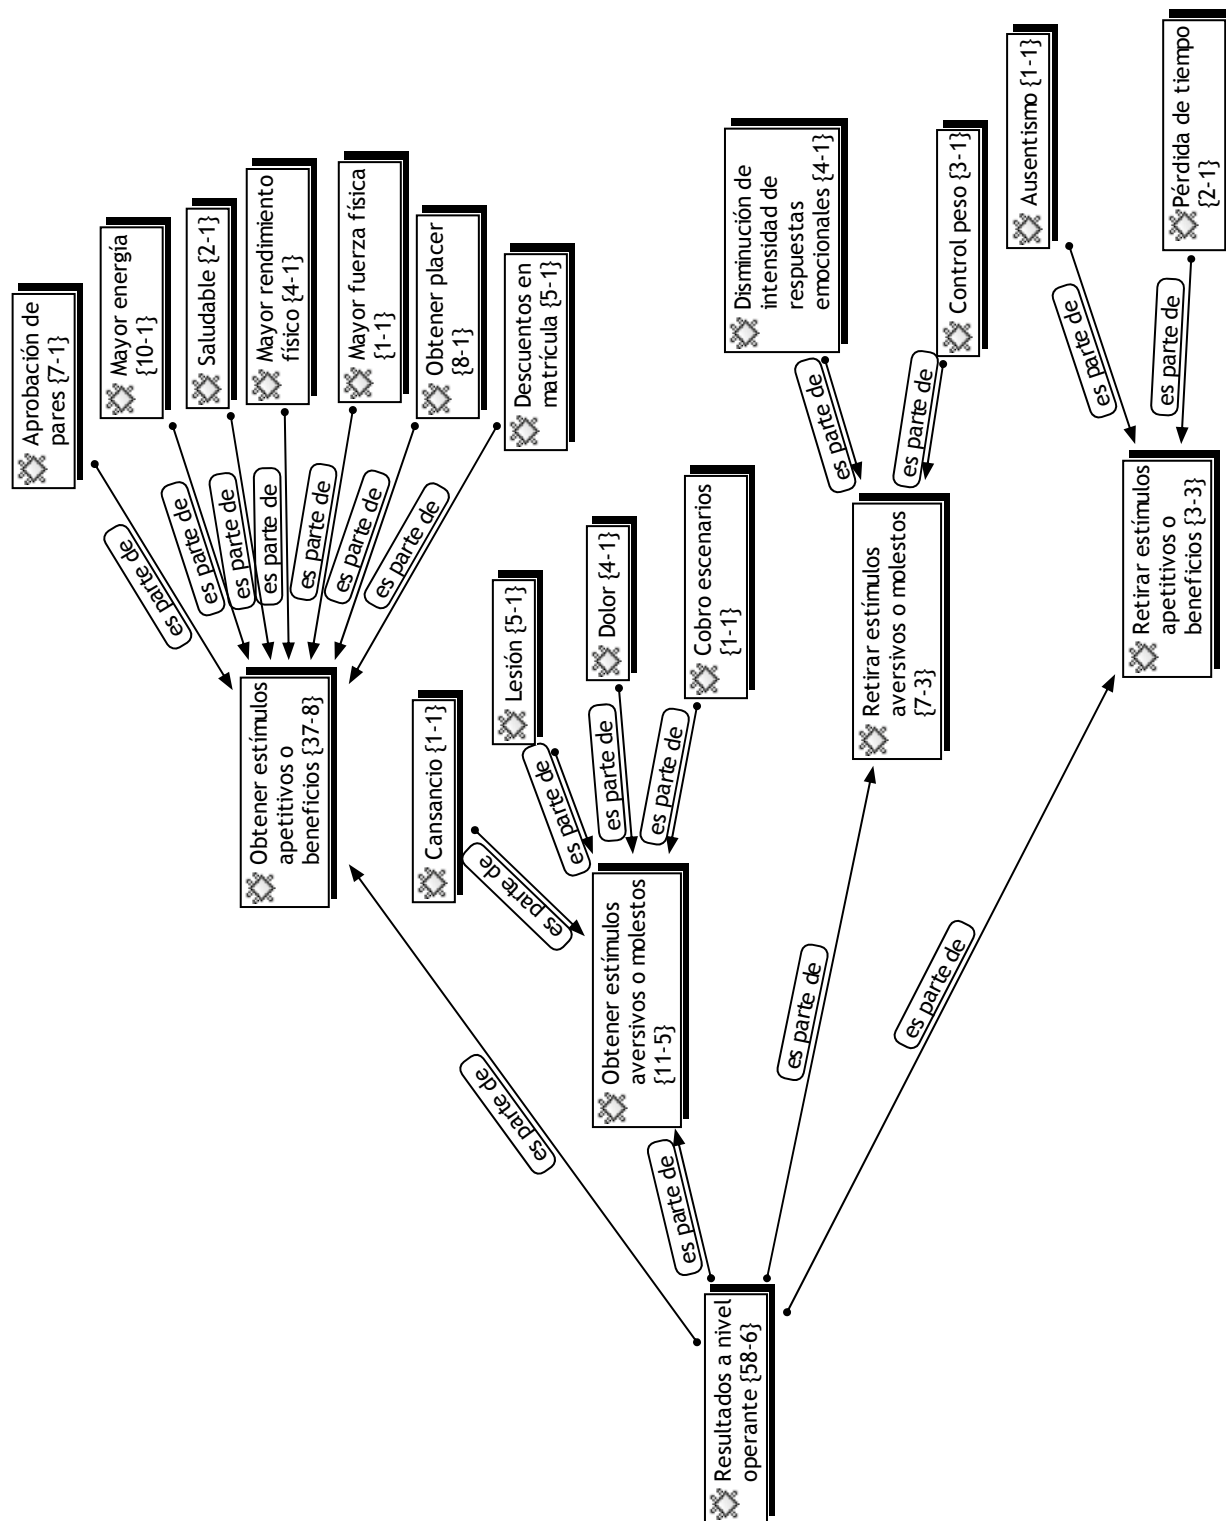 Aprobación de
pares {7-1}
Mayor energía
{10-1}
Saludable {2-1}
Mayor rendimiento
físico {4-1}
Mayor fuerza física
{1-1}
Obtener placer
{8-1}
Descuentos en
matrícula {5-1}
es parte de
es parte de
es parte de
es parte de
es parte de
es parte de
es parte de
Obtener estímulos
apetitivos o
beneficios {37-8}
Cansancio {1-1}
Lesión {5-1}
Dolor {4-1}
Cobro escenarios
{1-1}
es parte de
es parte de
es parte de
es parte de
Obtener estímulos
aversivos o molestos
{11-5}
Disminución de
intensidad de
respuestas
emocionales {4-1}
Control peso {3-1}
es parte de
es parte de
Retirar estímulos
aversivos o molestos
{7-3}
Ausentismo {1-1}
Pérdida de tiempo
{2-1}
es parte de
es parte de
Retirar estímulos
apetitivos o
beneficios {3-3}
es parte de
es parte de
es parte de
es parte de
Resultados a nivel
operante {58-6}